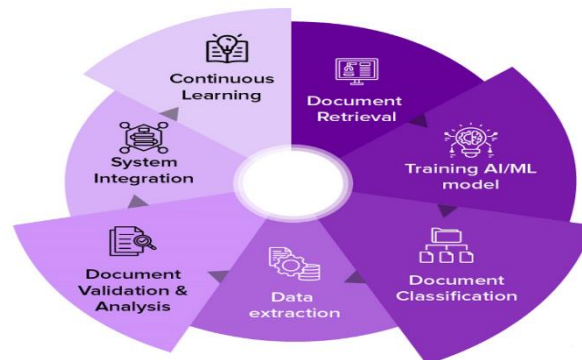 Document
Retrieval
Training AI/ML
model
Document
Classification
Data
extraction
Document
Validation &
Analysis
System
Integration
Continuous
Learning